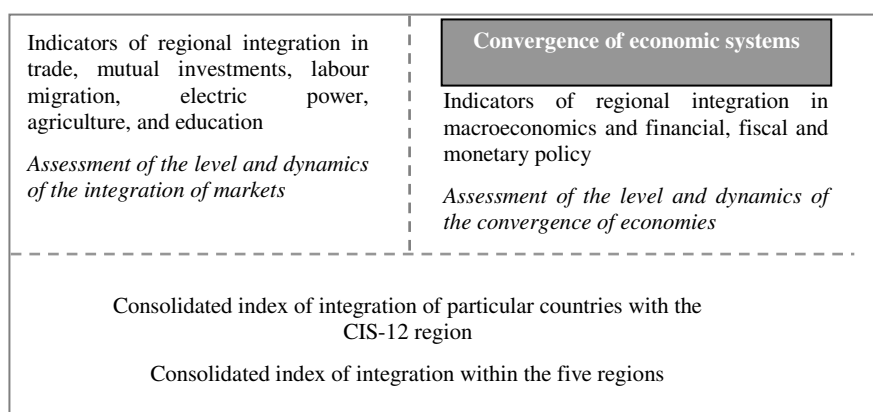 Indicators of regional integration in
trade, mutual investments, labour
migration, electric power,
agriculture, and education
Assessment of the level and dynamics
of the integration of markets
Convergence of economic systems
Indicators of regional integration in
macroeconomics and financial, fiscal and
monetary policy
Assessment of the level and dynamics of
the convergence of economies
Consolidated index of integration of particular countries with the
CIS-12 region
Consolidated index of integration within the five regions